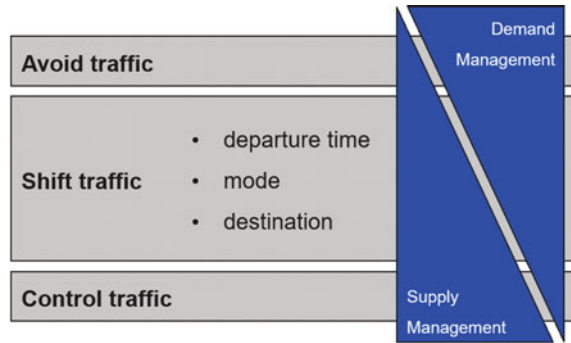 Demand
Management
Avoid traffic
Shift traffic
• departure time
• mode
• destination
Control traffic
Supply
Management